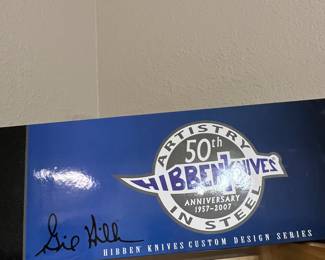 ARTISTRY
50th
HIBBEN KNIVES
ANNIVERSARY
1957-2007
IN STEEL
Gil Hibben
HIBBEN KNIVES CUSTOM DESIGN SERIES